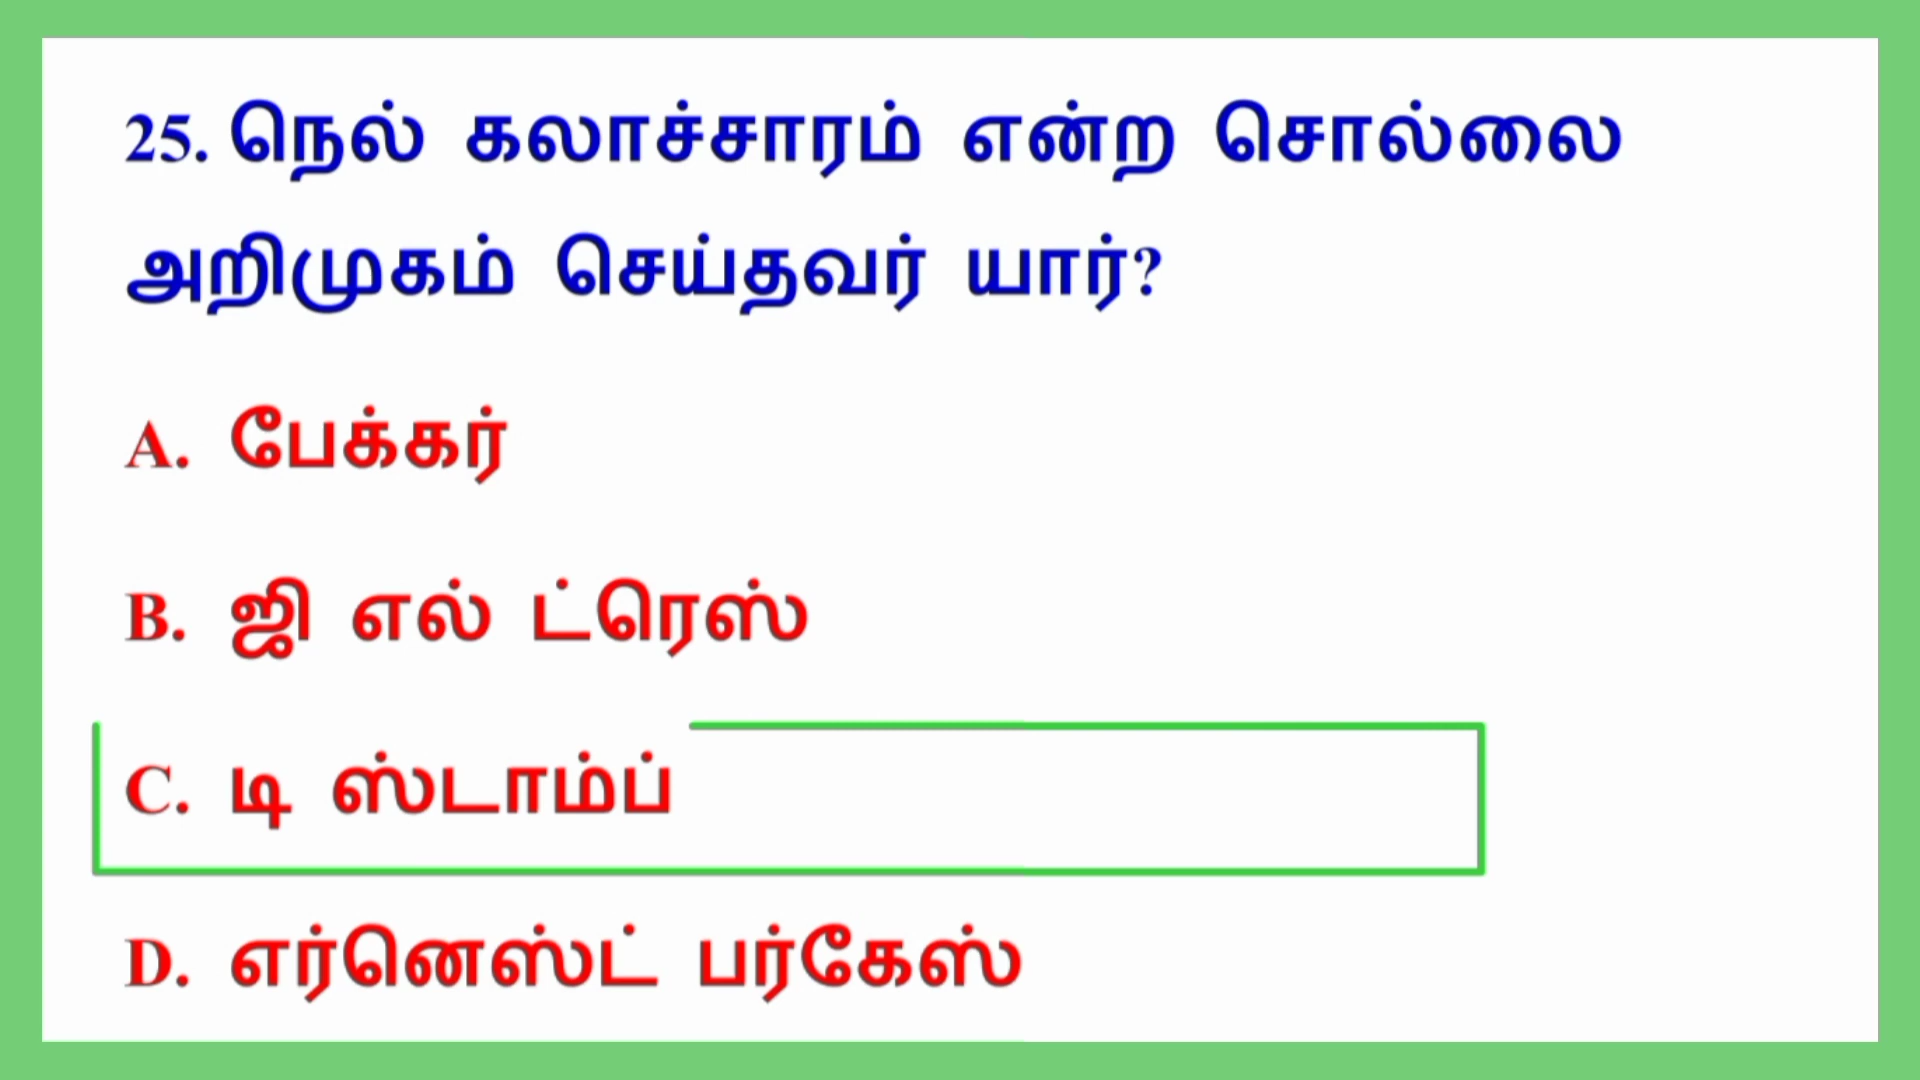 25. நெல் கலாச்சாரம் என்ற சொல்லை
அறிமுகம் செய்தவர் யார்?
A. பேக்கர்
B. ஜி எல் ட்ரெஸ்
C. டி ஸ்டாம்ப்
D. எர்னெஸ்ட் பர்கேஸ்